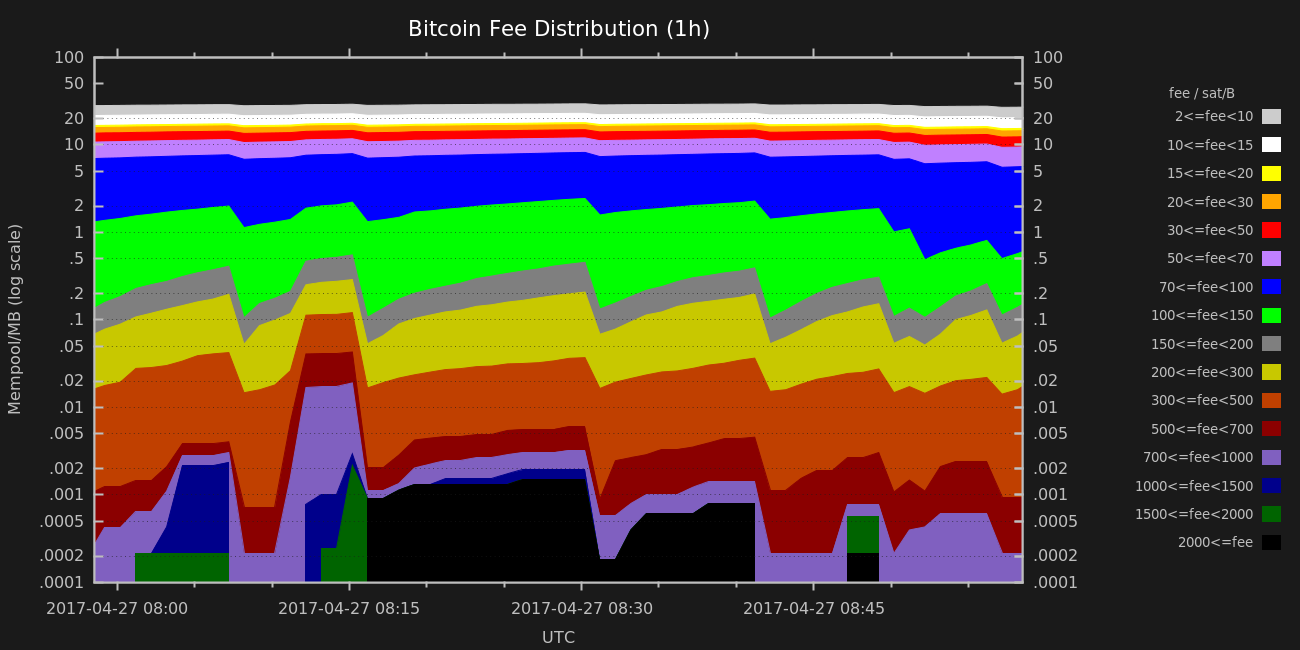 Bitcoin Fee Distribution (1h)
100 100
50 50
20 20
10 10
5 5
2 2
1 1
.5 .5
.2 .2
.1 .1
.05 .05
.02 .02
.01 .01
.005 .005
.002 .002
.001 .001
.0005 .0005
.0002 .0002
.0001 .0001
Mempool/MB (log scale)
2017-04-27 08:00 2017-04-27 08:15 2017-04-27 08:30 2017-04-27 08:45
UTC
fee / sat/B
2<=fee<10
10<=fee<15
15<=fee<20
20<=fee<30
30<=fee<50
50<=fee<70
70<=fee<100
100<=fee<150
150<=fee<200
200<=fee<300
300<=fee<500
500<=fee<700
700<=fee<1000
1000<=fee<1500
1500<=fee<2000
2000<=fee